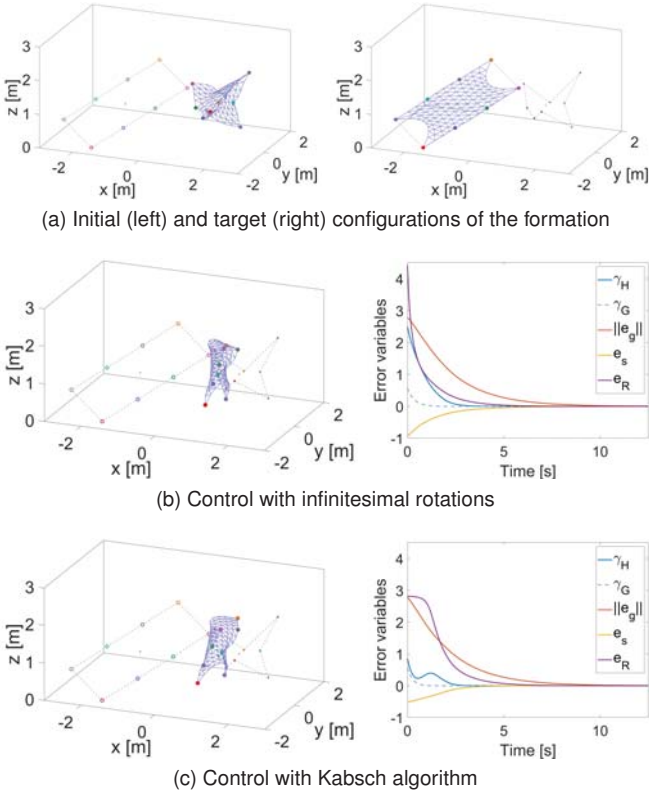 3
2
1
0
z [m]
-2
0
2
x [m]
-2
0
2
y [m]
3
2
1
0
z [m]
-2
0
2
x [m]
-2
0
2
y [m]
(a) Initial (left) and target (right) configurations of the formation
3
2
1
0
z [m]
-2
0
2
x [m]
-2
0
2
y [m]
Error variables
4
3
2
1
0
-1
0
5
10
Time [s]
γH
γG
||eg||
es
eR
(b) Control with infinitesimal rotations
3
2
1
0
z [m]
-2
0
2
x [m]
-2
0
2
y [m]
Error variables
4
3
2
1
0
-1
0
5
10
Time [s]
γH
γG
||eg||
es
eR
(c) Control with Kabsch algorithm